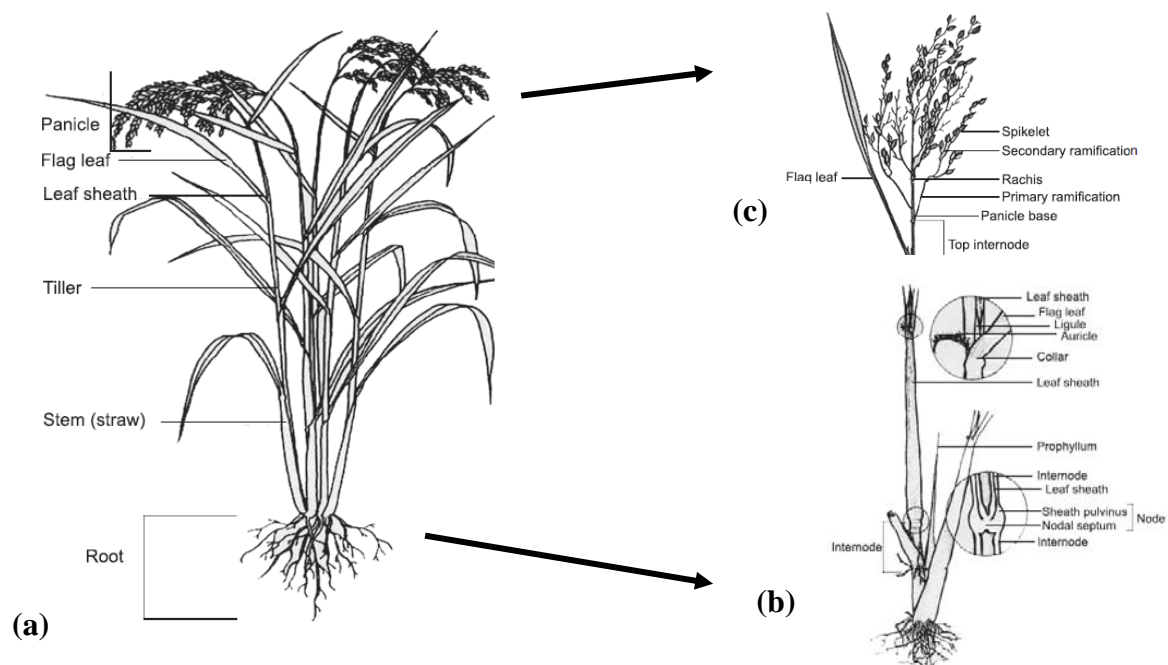 Panicle
Flag leaf
Leaf sheath
Tiller
Stem (straw)
Root
(a)
Spikelet
Secondary ramification
Flaq leaf
Rachis
Primary ramification
Panicle base
Top internode
(c)
Leaf sheath
Flag leaf
Ligule
Auricle
Collar
Leaf sheath
Prophyllum
Internode
Leaf sheath
Sheath pulvinus
Node
Nodal septum
Internode
Internode
(b)